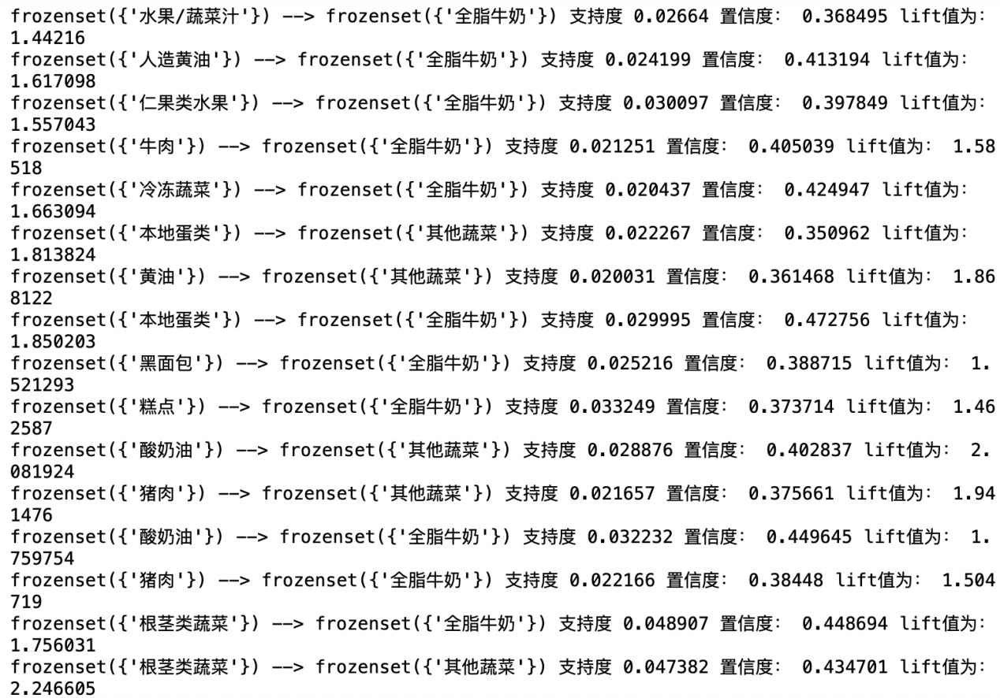 frozenset({'水果/蔬菜汁'}) --> frozenset({'全脂牛奶'}) 支持度 0.02664 置信度： 0.368495 lift值为：
1.44216
frozenset({'人造黄油'}) --> frozenset({'全脂牛奶'}) 支持度 0.024199 置信度： 0.413194 lift值为：
1.617098
frozenset({'仁果类水果'}) --> frozenset({'全脂牛奶'}) 支持度 0.030097 置信度： 0.397849 lift值为：
1.557043
frozenset({'牛肉'}) --> frozenset({'全脂牛奶'}) 支持度 0.021251 置信度： 0.405039 lift值为： 1.58
518
frozenset({'冷冻蔬菜'}) --> frozenset({'全脂牛奶'}) 支持度 0.020437 置信度： 0.424947 lift值为：
1.663094
frozenset({'本地蛋类'}) --> frozenset({'其他蔬菜'}) 支持度 0.022267 置信度： 0.350962 lift值为：
1.813824
frozenset({'黄油'}) --> frozenset({'其他蔬菜'}) 支持度 0.020031 置信度： 0.361468 lift值为： 1.86
8122
frozenset({'本地蛋类'}) --> frozenset({'全脂牛奶'}) 支持度 0.029995 置信度： 0.472756 lift值为：
1.850203
frozenset({'黑面包'}) --> frozenset({'全脂牛奶'}) 支持度 0.025216 置信度： 0.388715 lift值为： 1.
521293
frozenset({'糕点'}) --> frozenset({'全脂牛奶'}) 支持度 0.033249 置信度： 0.373714 lift值为： 1.46
2587
frozenset({'酸奶油'}) --> frozenset({'其他蔬菜'}) 支持度 0.028876 置信度： 0.402837 lift值为： 2.
081924
frozenset({'猪肉'}) --> frozenset({'其他蔬菜'}) 支持度 0.021657 置信度： 0.375661 lift值为： 1.94
1476
frozenset({'酸奶油'}) --> frozenset({'全脂牛奶'}) 支持度 0.032232 置信度： 0.449645 lift值为： 1.
759754
frozenset({'猪肉'}) --> frozenset({'全脂牛奶'}) 支持度 0.022166 置信度： 0.38448 lift值为： 1.504
719
frozenset({'根茎类蔬菜'}) --> frozenset({'全脂牛奶'}) 支持度 0.048907 置信度： 0.448694 lift值为：
1.756031
frozenset({'根茎类蔬菜'}) --> frozenset({'其他蔬菜'}) 支持度 0.047382 置信度： 0.434701 lift值为：
2.246605